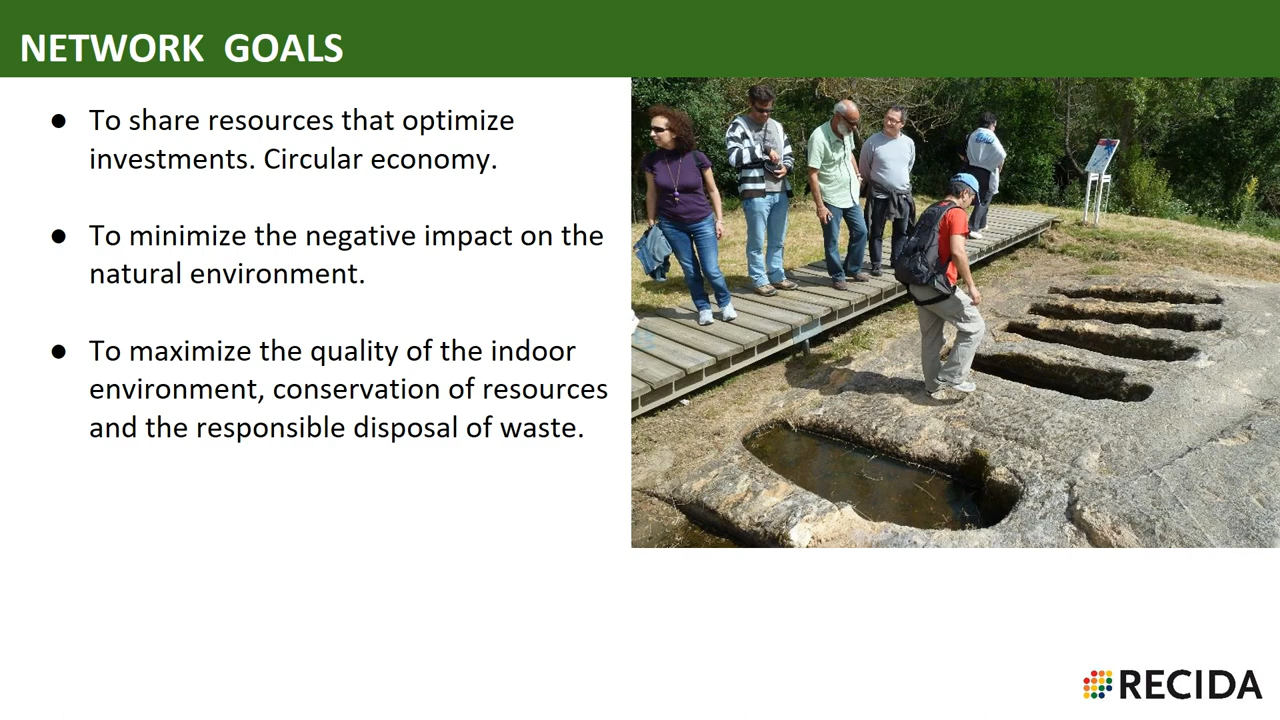 NETWORK GOALS
● To share resources that optimize
investments. Circular economy.
● To minimize the negative impact on the
natural environment.
● To maximize the quality of the indoor
environment, conservation of resources
and the responsible disposal of waste.
RECIDA